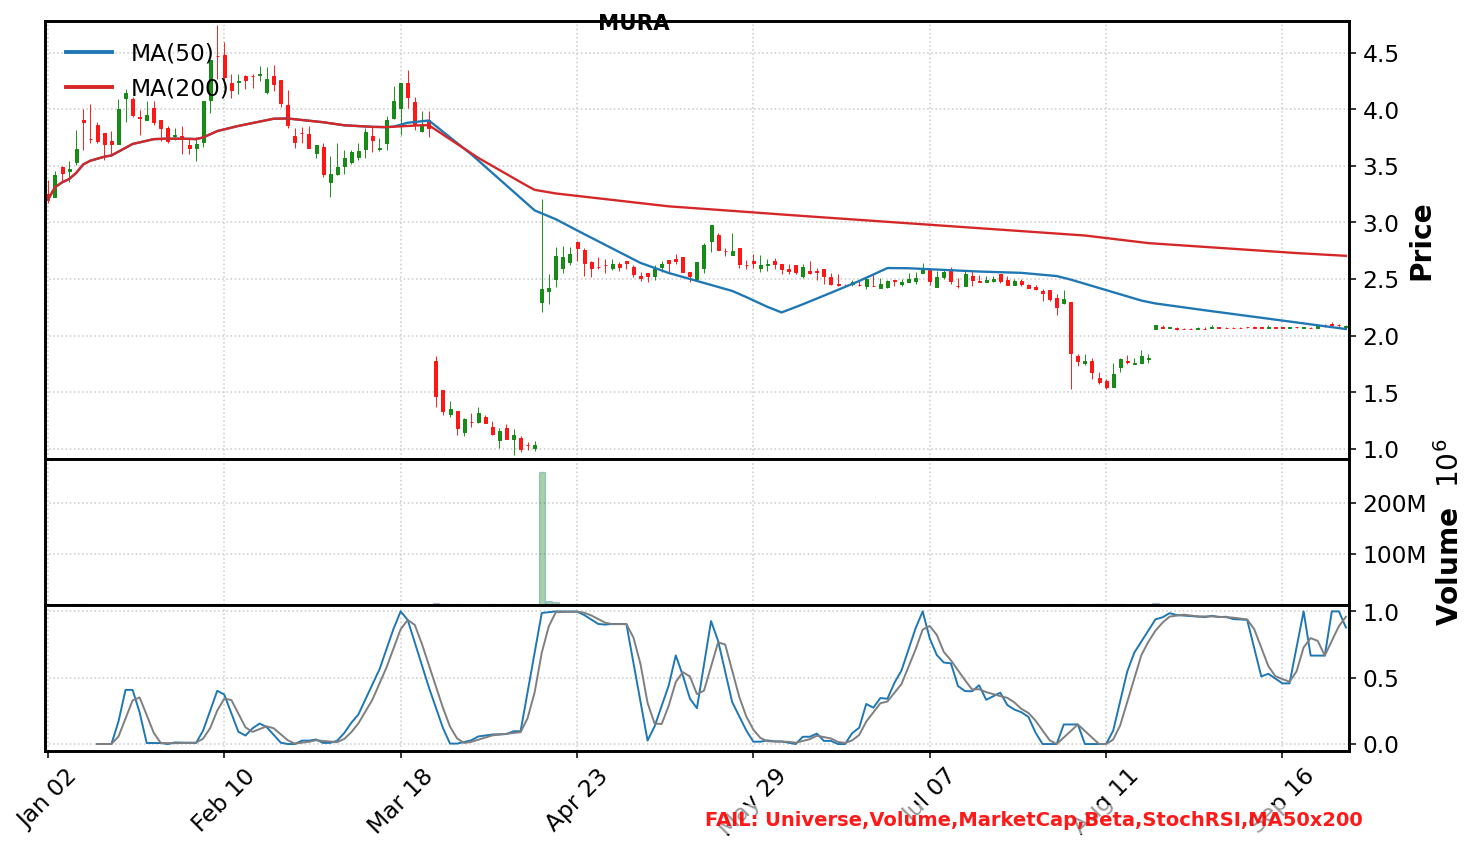 MURA
MA(50)
MA(200)
4.5
4.0
3.5
3.0
2.5
2.0
1.5
1.0
Price
200M
100M
Volume 10^6
1.0
0.5
0.0
Jan 02
Feb 10
Mar 18
Apr 23
May 29
Jul 07
Aug 11
Sep 16
FAIL: Universe,Volume,MarketCap,Beta,StochRSI,MA50x200